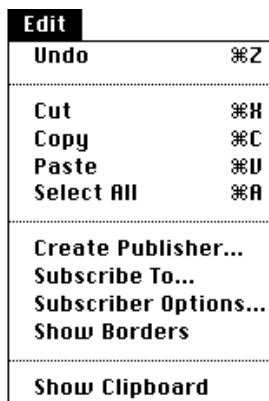 Edit
Undo ⌘Z
Cut ⌘X
Copy ⌘C
Paste ⌘V
Select All ⌘A
Create Publisher...
Subscribe To...
Subscriber Options...
Show Borders
Show Clipboard